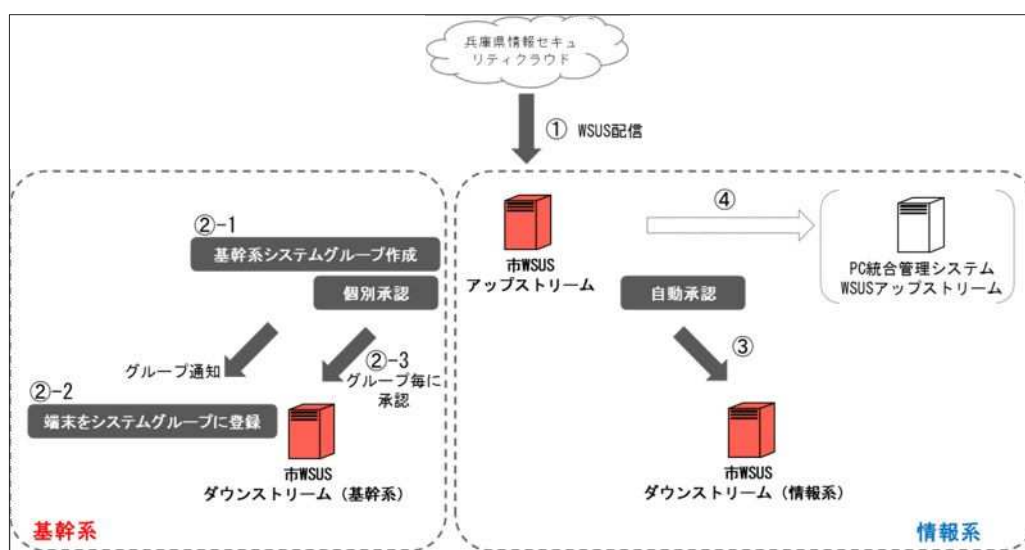 兵庫県情報セキュ
リティクラウド
① WSUS配信
②-1
基幹系システムグループ作成
個別承認
グループ通知
②-3
グループ毎に
承認
②-2
端末をシステムグループに登録
市WSUS
ダウンストリーム（基幹系）
基幹系
市WSUS
アップストリーム
④
PC統合管理システム
WSUSアップストリーム
自動承認
③
市WSUS
ダウンストリーム（情報系）
情報系